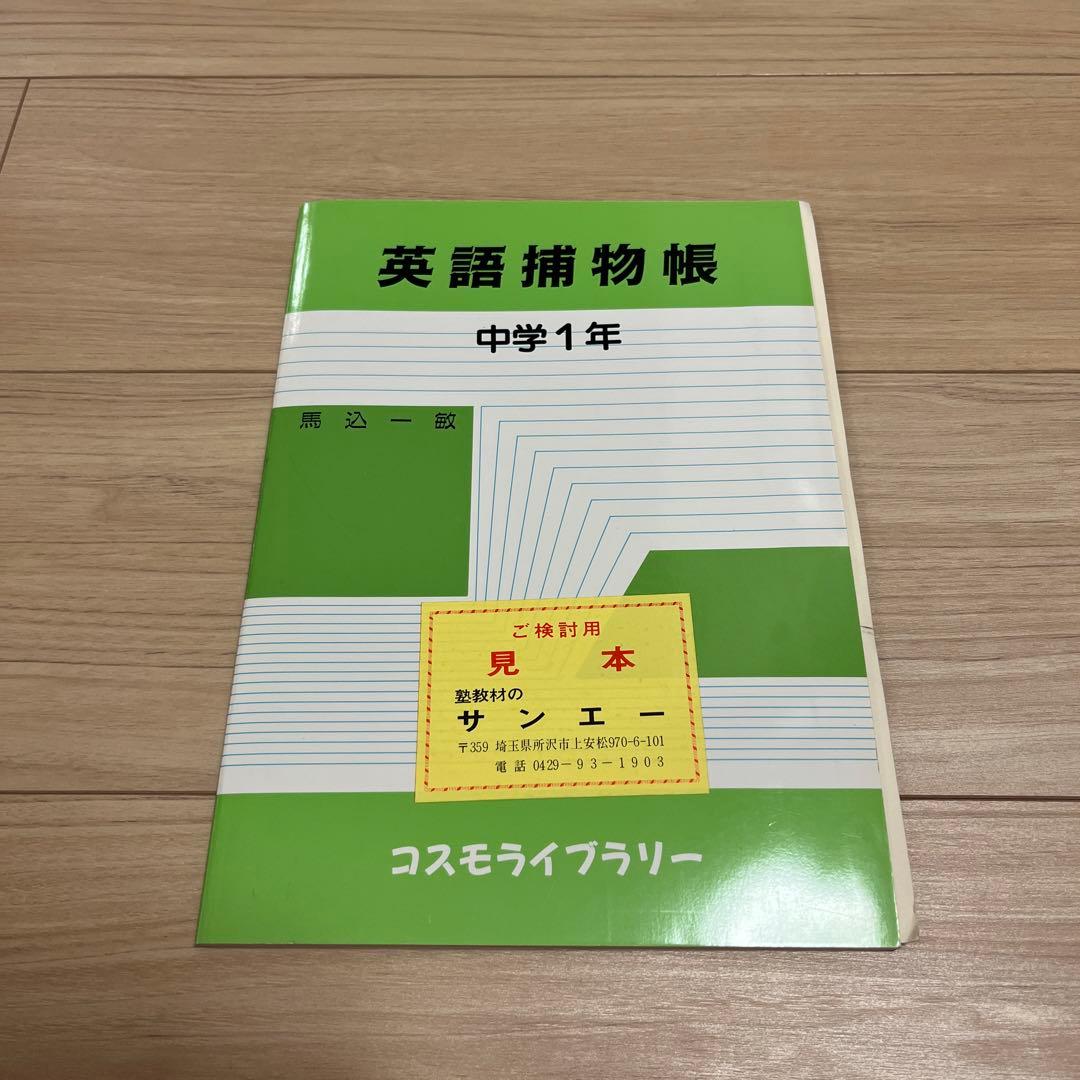 英語捕物帳
中学1年
馬込一敏
ご検討用
見本
塾教材の
サンエー
〒359 埼玉県所沢市上安松970-6-101
電話 0429-93-1903
コスモライブラリー